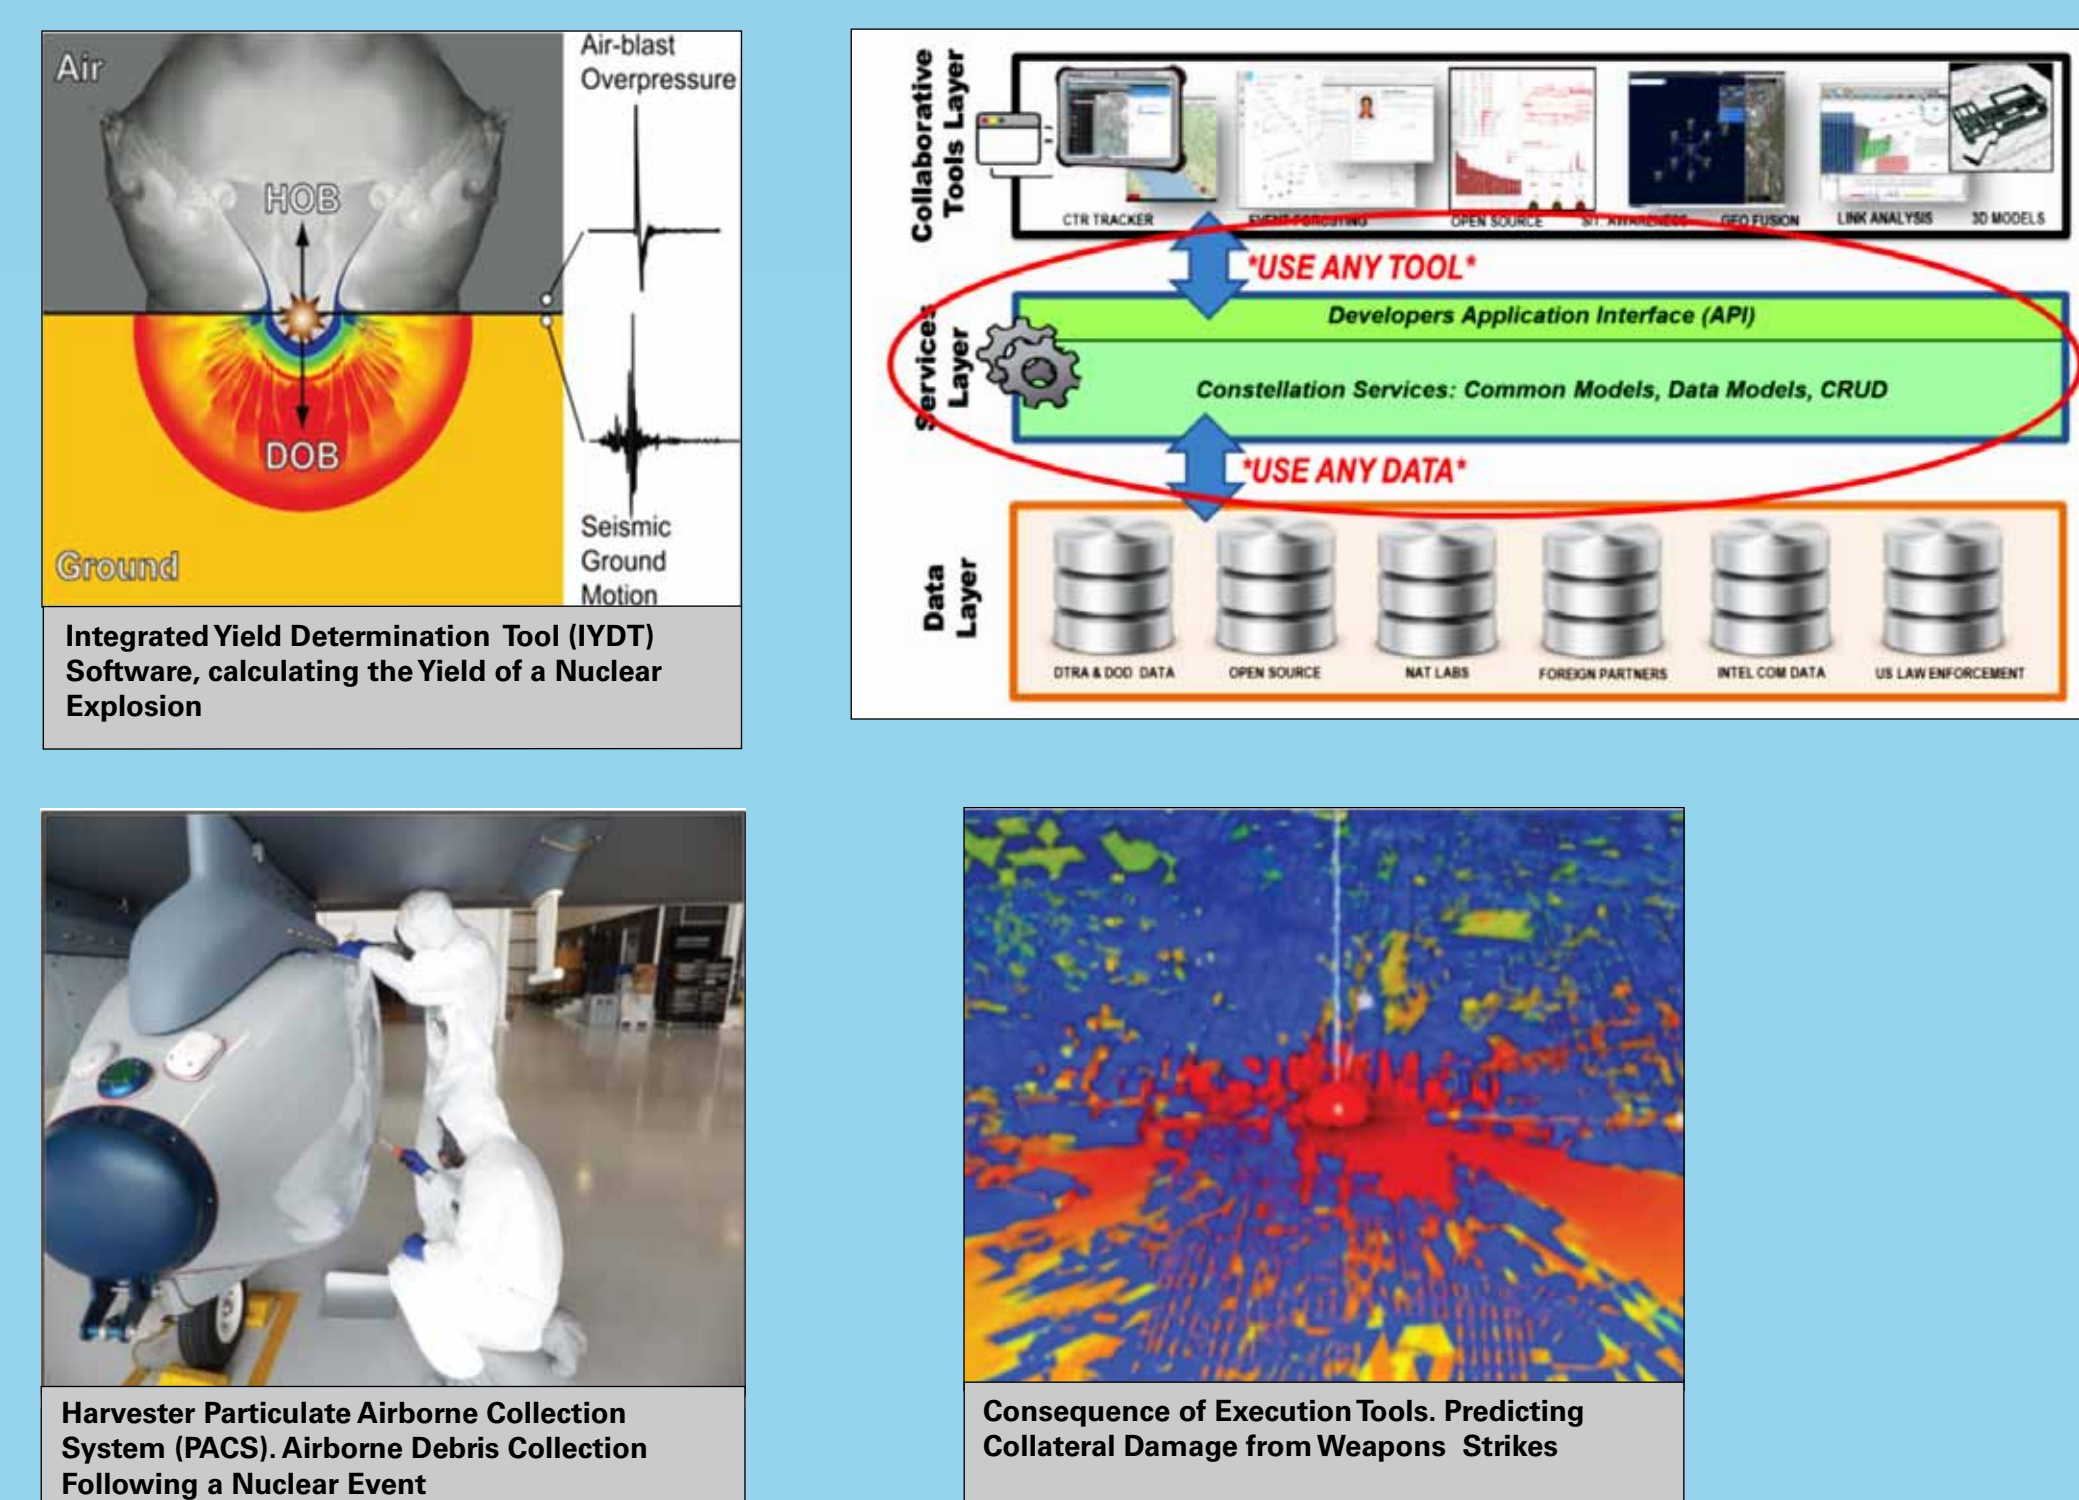 Air
HOB
DOB
Ground
Air-blast
Overpressure
Seismic
Ground
Motion
Integrated Yield Determination Tool (IYDT)
Software, calculating the Yield of a Nuclear
Explosion
Collaborative
Tools Layer
CTR TRACKER
OPEN SOURCE
SIT. AWARENESS
GEO FUSION
LINK ANALYSIS
3D MODELS
*USE ANY TOOL*
Services
Layer
Developers Application Interface (API)
Constellation Services: Common Models, Data Models, CRUD
*USE ANY DATA*
Data
Layer
DTRA & DOD DATA
OPEN SOURCE
NAT LABS
FOREIGN PARTNERS
INTEL COM DATA
US LAW ENFORCEMENT
Harvester Particulate Airborne Collection
System (PACS). Airborne Debris Collection
Following a Nuclear Event
Consequence of Execution Tools. Predicting
Collateral Damage from Weapons Strikes